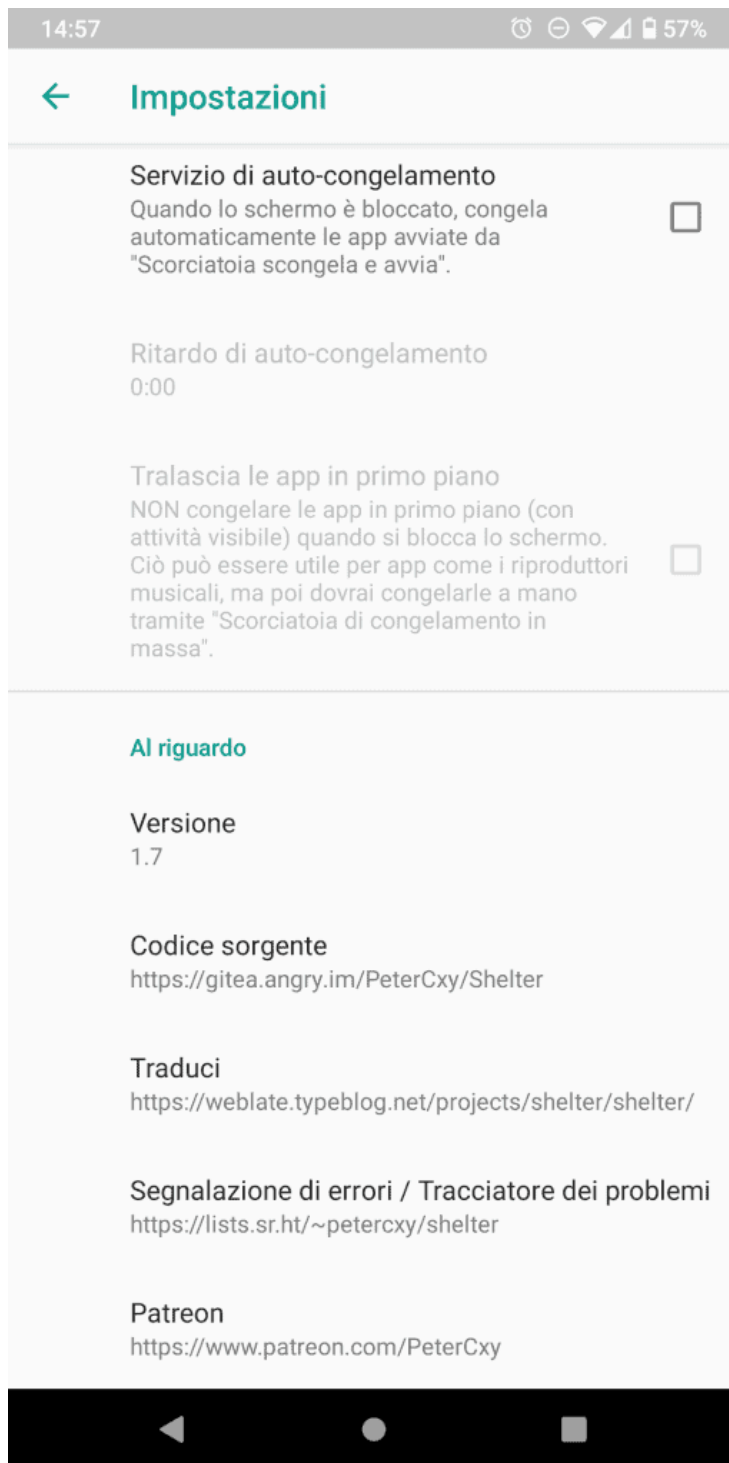 14:57
57%
Impostazioni
Servizio di auto-congelamento
Quando lo schermo è bloccato, congela
automaticamente le app avviate da
"Scorciatoia scongela e avvia".
Ritardo di auto-congelamento
0:00
Tralascia le app in primo piano
NON congelare le app in primo piano (con
attività visibile) quando si blocca lo schermo.
Ciò può essere utile per app come i riproduttori
musicali, ma poi dovrai congelarle a mano
tramite "Scorciatoia di congelamento in
massa".
Al riguardo
Versione
1.7
Codice sorgente
https://gitea.angry.im/PeterCxy/Shelter
Traduci
https://weblate.typeblog.net/projects/shelter/shelter/
Segnalazione di errori / Tracciatore dei problemi
https://lists.sr.ht/~petercxy/shelter
Patreon
https://www.patreon.com/PeterCxy